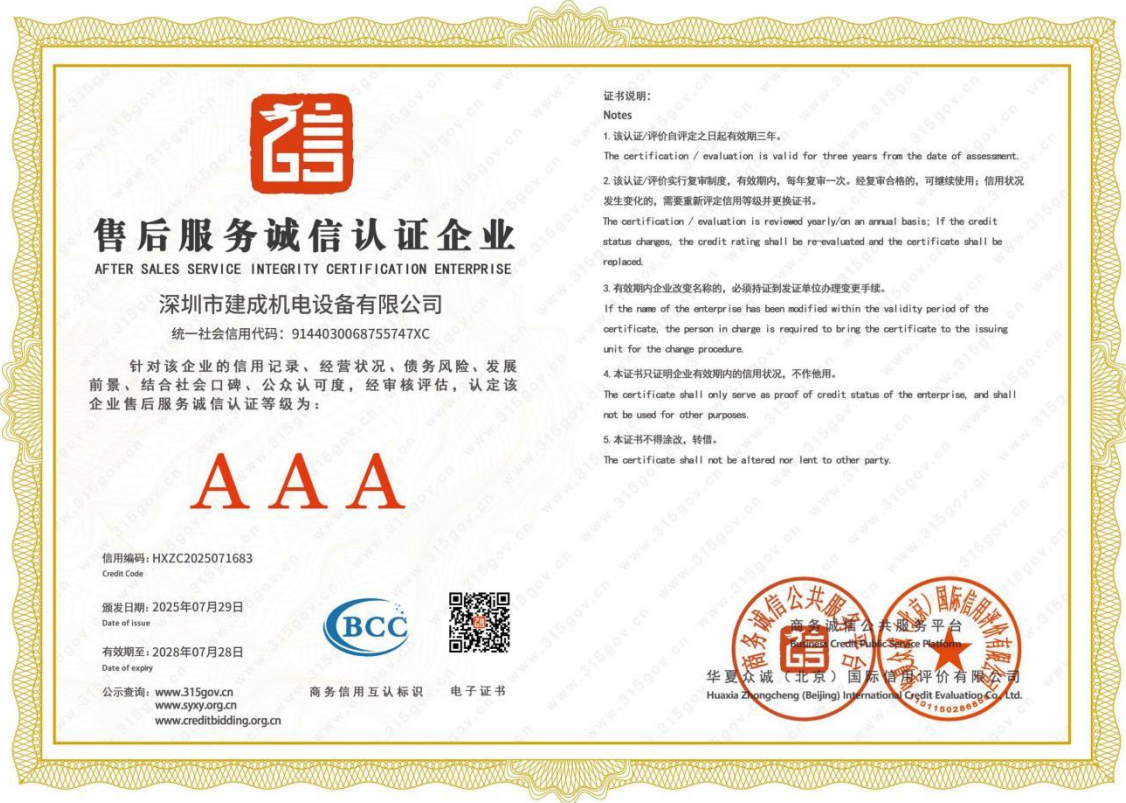 售后服务诚信认证企业
AFTER SALES SERVICE INTEGRITY CERTIFICATION ENTERPRISE
深圳市建成机电设备有限公司
统一社会信用代码：91440300687557​47XC
针对该企业的信用记录、经营状况、债务风险、发展
前景、结合社会口碑、公众认可度，经审核评估，认定该
企业售后服务诚信认证等级为：
AAA
信用编码：HXZC2025071683
Credit Code
颁发日期：2025年07月29日
Date of issue
有效期至：2028年07月28日
Date of expiry
公示查询：www.315gov.cn
www.syxy.org.cn
www.creditbidding.org.cn
BCC
商务信用互认标识
电子证书
证书说明：
Notes
1. 该认证/评价自评定之日起有效期三年。
The certification / evaluation is valid for three years from the date of assessment.
2. 该认证/评价实行复审制度，有效期内，每年复审一次。经复审合格的，可继续使用；信用状况
发生变化的，需要重新评定信用等级并更换证书。
The certification / evaluation is reviewed yearly/on an annual basis; If the credit
status changes, the credit rating shall be re-evaluated and the certificate shall be
replaced.
3. 有效期内企业改变名称的，必须持证到发证单位办理变更手续。
If the name of the enterprise has been modified within the validity period of the
certificate, the person in charge is required to bring the certificate to the issuing
unit for the change procedure.
4. 本证书只证明企业有效期内的信用状况，不作他用。
The certificate shall only serve as proof of credit status of the enterprise, and shall
not be used for other purposes.
5. 本证书不得涂改，转借。
The certificate shall not be altered nor lent to other party.
商务诚信公共服务平台
商务诚信公共服务平台
Business Credit Public Service Platform
华夏众诚（北京）国际信用评价有限公司
Huaxia Zhongcheng (Beijing) International Credit Evaluation Co., Ltd.
www.315gov.cn